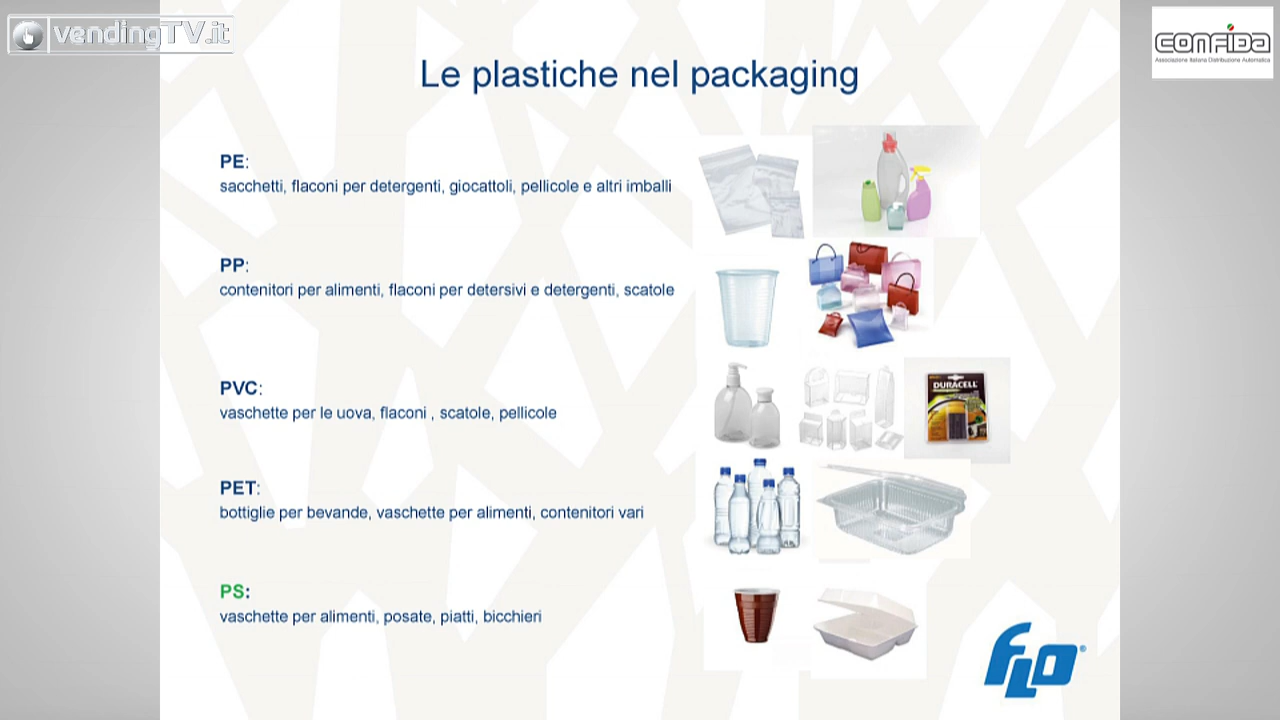 vendingTV.it
CONFIDA
Associazione Italiana Distribuzione Automatica
Le plastiche nel packaging
PE:
sacchetti, flaconi per detergenti, giocattoli, pellicole e altri imballi
PP:
contenitori per alimenti, flaconi per detersivi e detergenti, scatole
PVC:
vaschette per le uova, flaconi , scatole, pellicole
DURACELL
PET:
bottiglie per bevande, vaschette per alimenti, contenitori vari
PS:
vaschette per alimenti, posate, piatti, bicchieri
FLO®